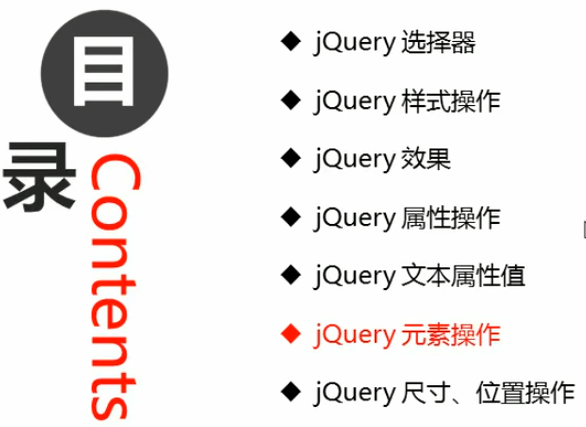 目录
Contents
◆ jQuery 选择器
◆ jQuery 样式操作
◆ jQuery 效果
◆ jQuery 属性操作
◆ jQuery 文本属性值
◆ jQuery 元素操作
◆ jQuery 尺寸、位置操作